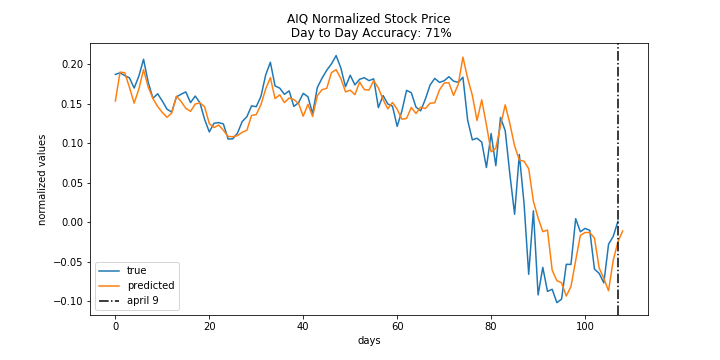 AIQ Normalized Stock Price
Day to Day Accuracy: 71%
normalized values
0.20
0.15
0.10
0.05
0.00
−0.05
−0.10
true
predicted
april 9
0 20 40 60 80 100
days